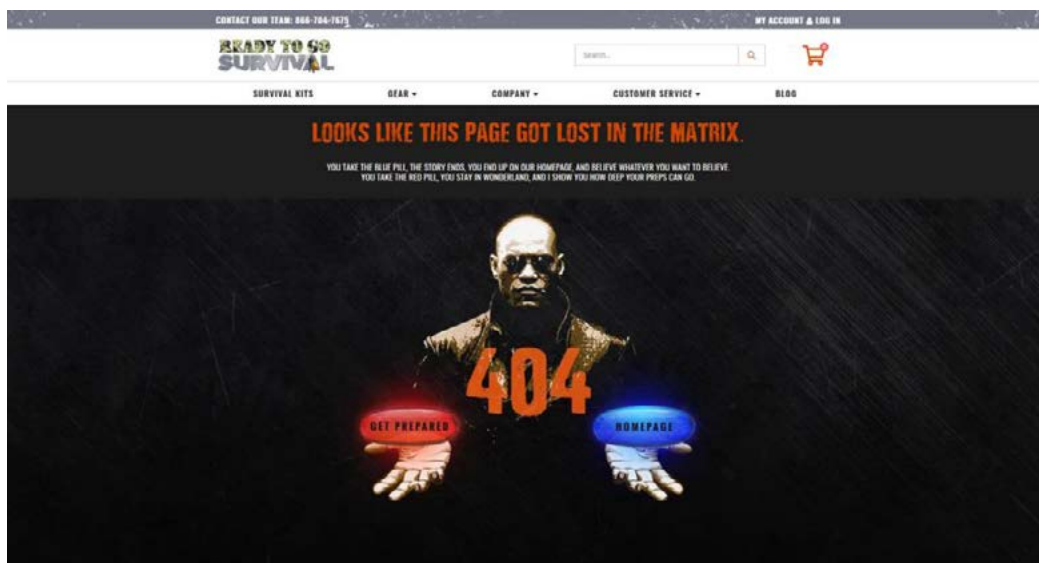 CONTACT OUR TEAM: 866-784-7675
MY ACCOUNT & LOG IN
READY TO GO
SURVIVAL
Search...
0
SURVIVAL KITS
GEAR
COMPANY
CUSTOMER SERVICE
BLOG
LOOKS LIKE THIS PAGE GOT LOST IN THE MATRIX.
YOU TAKE THE BLUE PILL, THE STORY ENDS, YOU END UP ON OUR HOMEPAGE, AND BELIEVE WHATEVER YOU WANT TO BELIEVE.
YOU TAKE THE RED PILL, YOU STAY IN WONDERLAND, AND I SHOW YOU HOW DEEP YOUR PREPS CAN GO.
404
GET PREPARED
HOMEPAGE